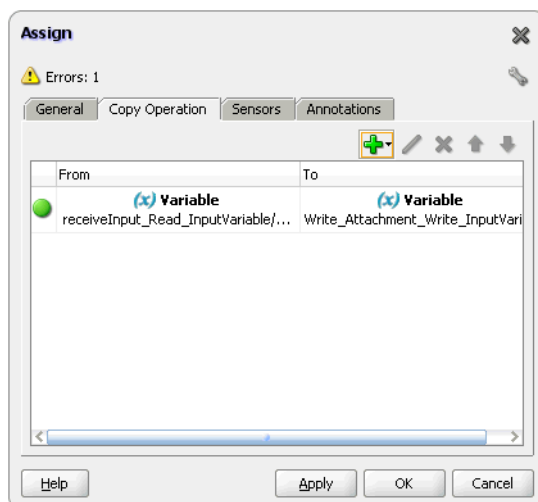 Assign
Errors: 1
General Copy Operation Sensors Annotations
From To
(x) Variable (x) Variable
receiveInput_Read_InputVariable/... Write_Attachment_Write_InputVari
Help Apply OK Cancel